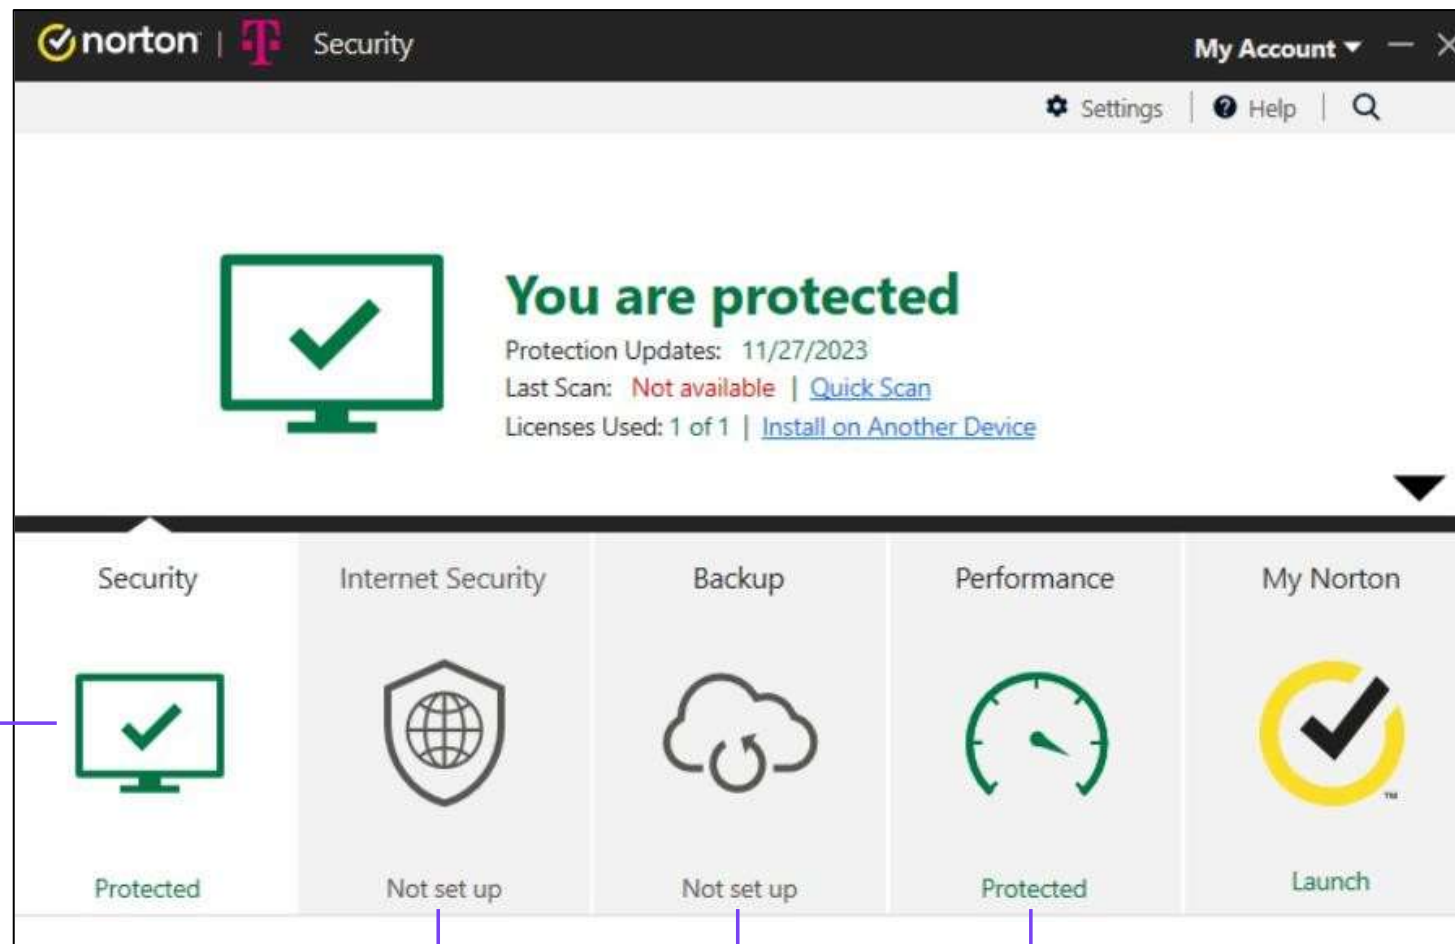 norton | T Security
My Account
Settings | Help |
You are protected
Protection Updates: 11/27/2023
Last Scan: Not available | Quick Scan
Licenses Used: 1 of 1 | Install on Another Device
Security
Internet Security
Backup
Performance
My Norton
TM
Protected
Not set up
Not set up
Protected
Launch